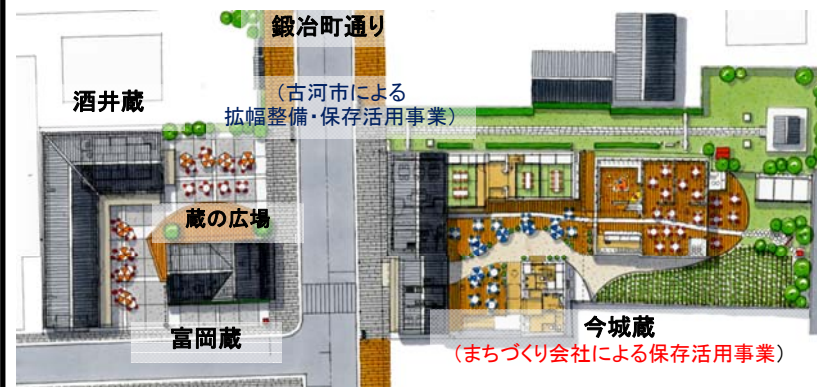 鍛冶町通り
(古河市による
拡幅整備・保存活用事業)
酒井蔵
蔵の広場
富岡蔵
今城蔵
(まちづくり会社による保存活用事業)